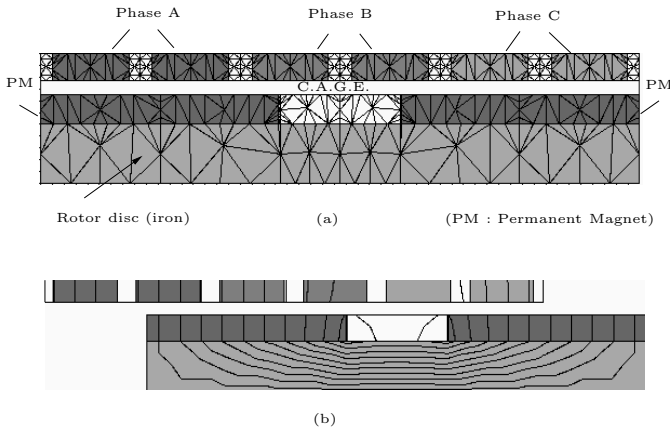 Phase A
Phase B
Phase C
PM
C.A.G.E.
PM
Rotor disc (iron)
(a)
(PM : Permanent Magnet)
(b)